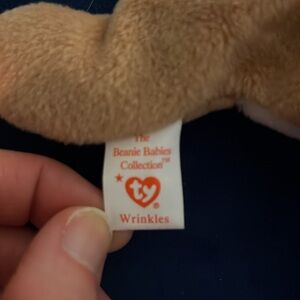 The
Beanie Babies
Collection™
ty®
Wrinkles